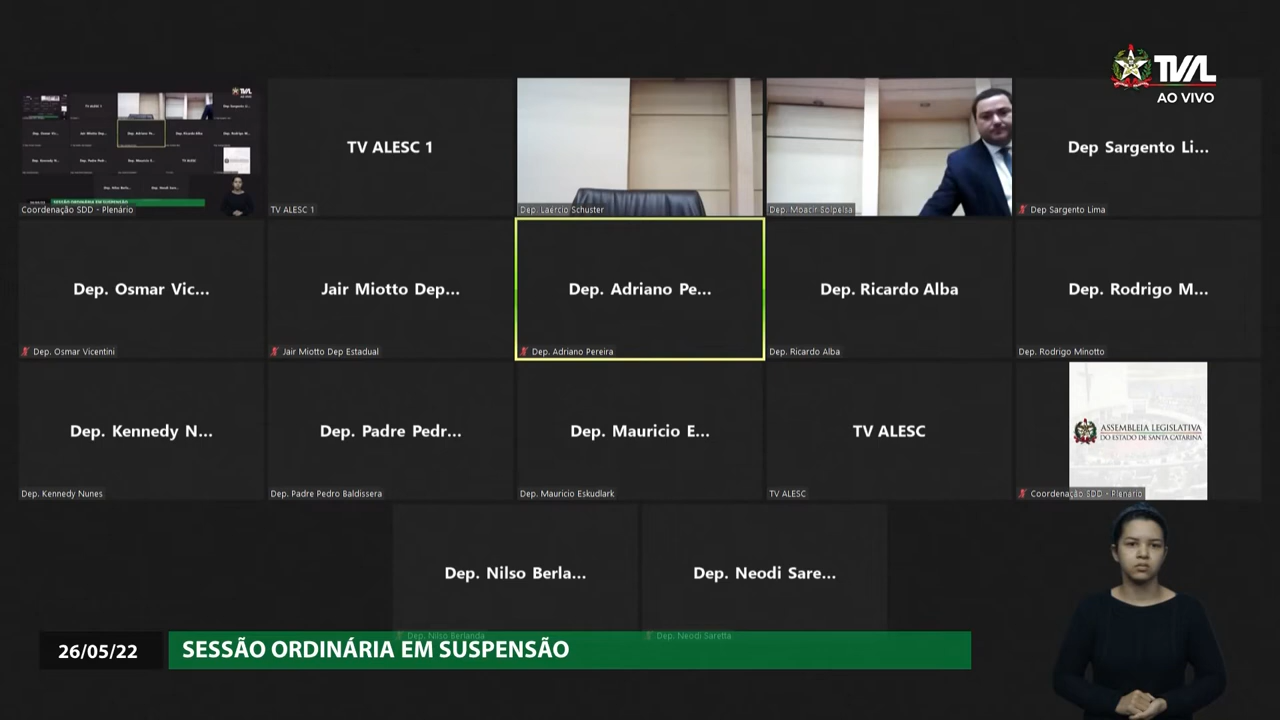 TVAL
AO VIVO
TV ALESC 1
Dep Sargento Li...
Coordenação SDD - Plenário
TV ALESC 1
Dep. Laércio Schuster
Dep. Moacir Solpelsa
Dep Sargento Lima
Dep. Osmar Vic...
Jair Miotto Dep...
Dep. Adriano Pe...
Dep. Ricardo Alba
Dep. Rodrigo M...
Dep. Osmar Vicentini
Jair Miotto Dep Estadual
Dep. Adriano Pereira
Dep. Ricardo Alba
Dep. Rodrigo Minotto
Dep. Kennedy N...
Dep. Padre Pedr...
Dep. Mauricio E...
TV ALESC
ASSEMBLEIA LEGISLATIVA
DO ESTADO DE SANTA CATARINA
Dep. Kennedy Nunes
Dep. Padre Pedro Baldissera
Dep. Mauricio Eskudlark
TV ALESC
Coordenação SDD - Plenário
Dep. Nilso Berla...
Dep. Neodi Sare...
Dep. Nilso Berlanda
Dep. Neodi Saretta
26/05/22
SESSÃO ORDINÁRIA EM SUSPENSÃO